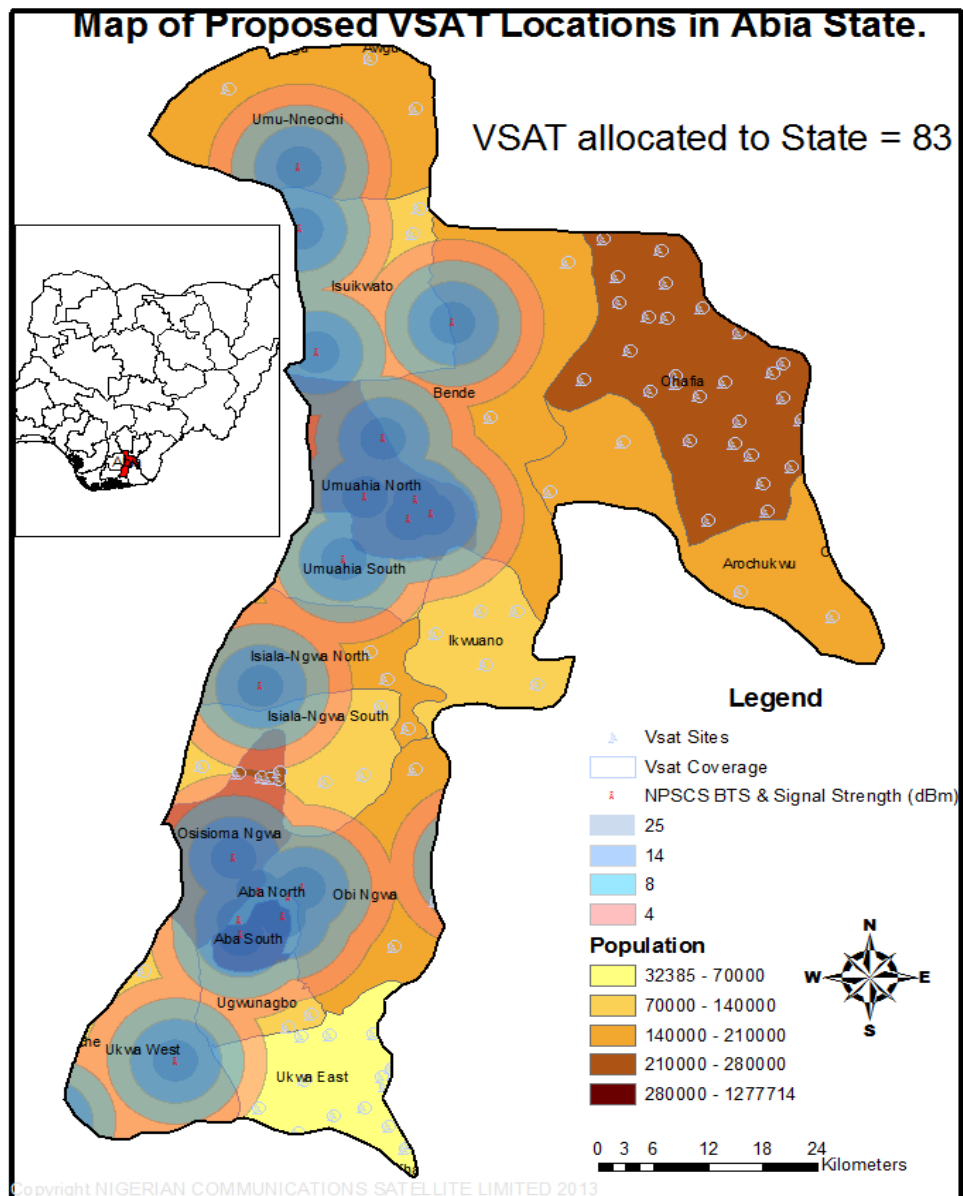 Map of Proposed VSAT Locations in Abia State.
Awgu
Umu-Nneochi
VSAT allocated to State = 83
Isuikwato
Bende
Ohafia
Umuahia North
Umuahia South
Arochukwu
Ikwuano
Isiala-Ngwa North
Isiala-Ngwa South
Osisioma Ngwa
Aba North
Obi Ngwa
Aba South
Ugwunagbo
Ukwa West
Ukwa East
Legend
Vsat Sites
Vsat Coverage
NPSCS BTS & Signal Strength (dBm)
25
14
8
4
Population
32385 - 70000
70000 - 140000
140000 - 210000
210000 - 280000
280000 - 1277714
N
W E
S
0 3 6 12 18 24
Kilometers
Copyright NIGERIAN COMMUNICATIONS SATELLITE LIMITED 2013